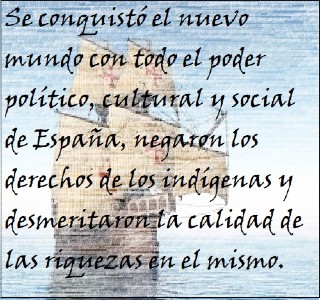 Se conquistó el nuevo
mundo con todo el poder
político, cultural y social
de España, negaron los
derechos de los indígenas y
desmeritaron la calidad de
las riquezas en el mismo.